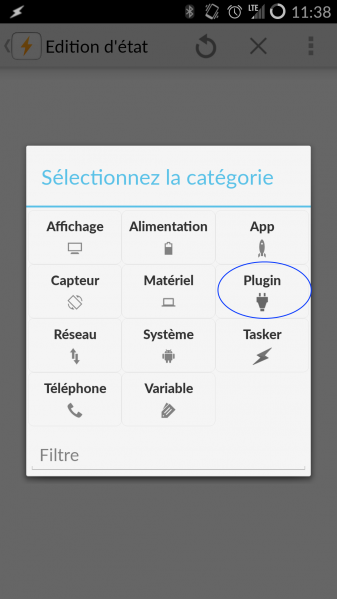 LTE 11:38
Edition d'état
Sélectionnez la catégorie
Affichage Alimentation App
Capteur Matériel Plugin
Réseau Système Tasker
Téléphone Variable
Filtre